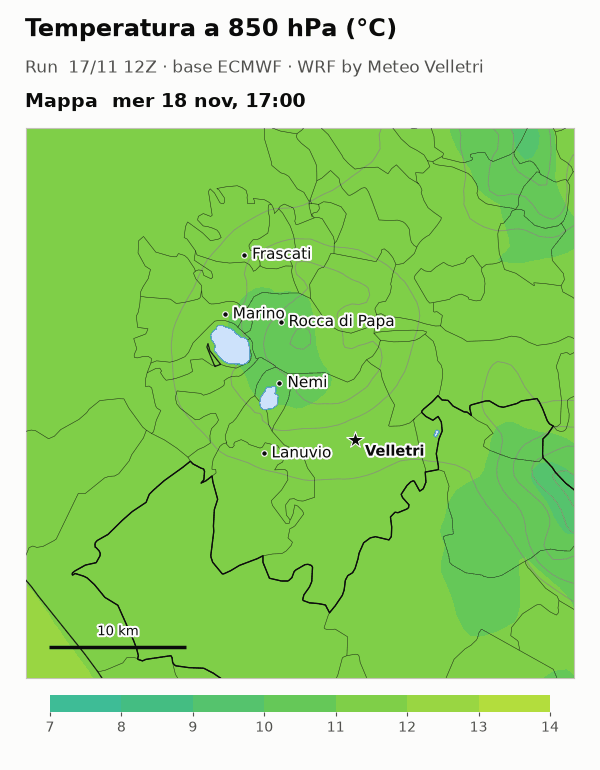 Temperatura a 850 hPa (°C)
Run  17/11 12Z · base ECMWF · WRF by Meteo Velletri
Mappa  mer 18 nov, 17:00
Frascati
Marino
Rocca di Papa
Nemi
Velletri
Lanuvio
10 km
7 8 9 10 11 12 13 14